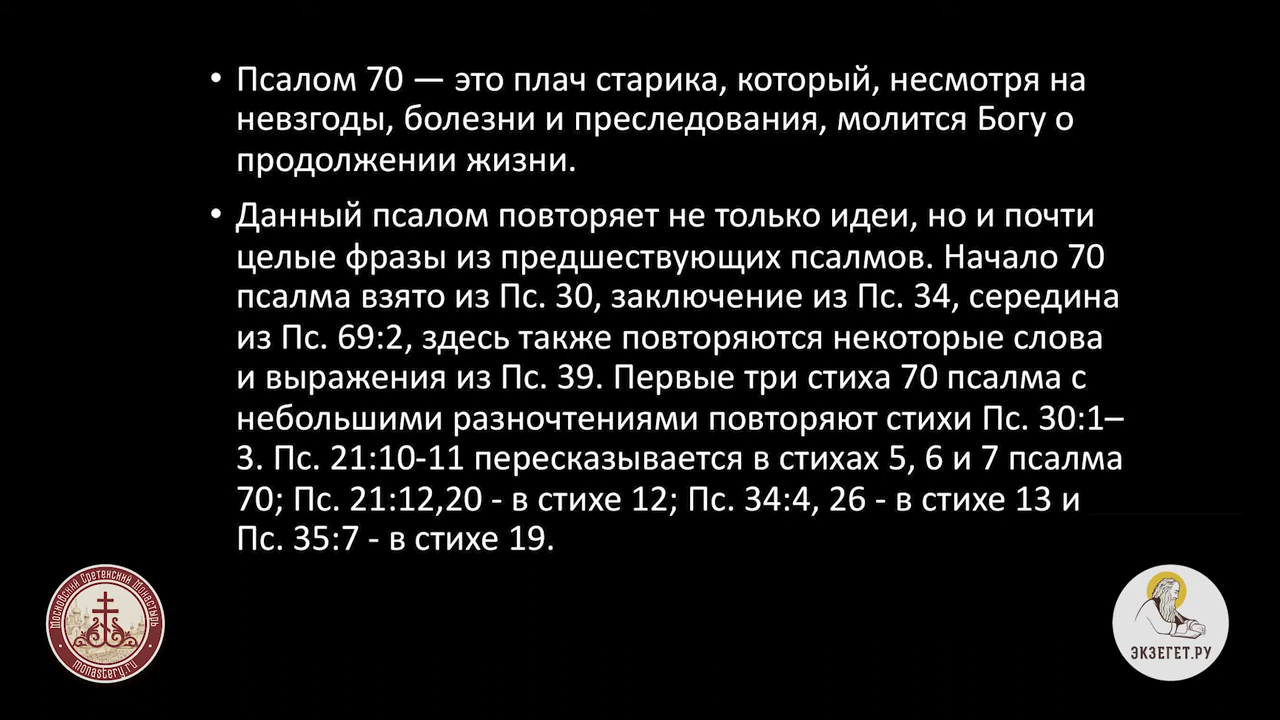 • Псалом 70 — это плач старика, который, несмотря на
невзгоды, болезни и преследования, молится Богу о
продолжении жизни.
• Данный псалом повторяет не только идеи, но и почти
целые фразы из предшествующих псалмов. Начало 70
псалма взято из Пс. 30, заключение из Пс. 34, середина
из Пс. 69:2, здесь также повторяются некоторые слова
и выражения из Пс. 39. Первые три стиха 70 псалма с
небольшими разночтениями повторяют стихи Пс. 30:1–
3. Пс. 21:10-11 пересказывается в стихах 5, 6 и 7 псалма
70; Пс. 21:12,20 - в стихе 12; Пс. 34:4, 26 - в стихе 13 и
Пс. 35:7 - в стихе 19.
Московский Сретенский Монастырь
monastery.ru
ЭКЗЕГЕТ.РУ